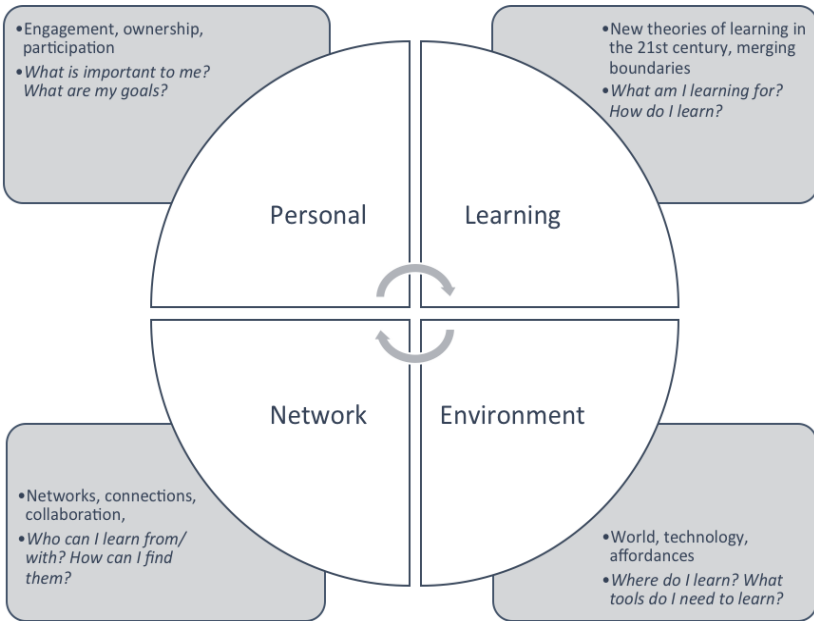 •Engagement, ownership,
participation
•What is important to me?
What are my goals?
•New theories of learning in
the 21st century, merging
boundaries
•What am I learning for?
How do I learn?
Personal
Learning
Network
Environment
•Networks, connections,
collaboration,
•Who can I learn from/
with? How can I find
them?
•World, technology,
affordances
•Where do I learn? What
tools do I need to learn?